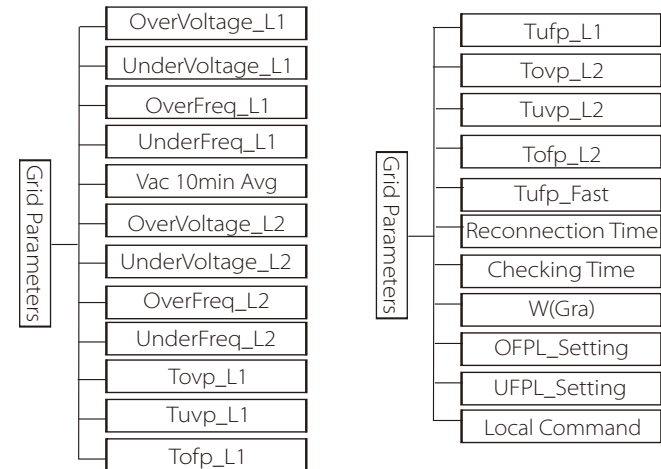 Grid Parameters
OverVoltage_L1
UnderVoltage_L1
OverFreq_L1
UnderFreq_L1
Vac 10min Avg
OverVoltage_L2
UnderVoltage_L2
OverFreq_L2
UnderFreq_L2
Tovp_L1
Tuvp_L1
Tofp_L1
Grid Parameters
Tufp_L1
Tovp_L2
Tuvp_L2
Tofp_L2
Tufp_Fast
Reconnection Time
Checking Time
W(Gra)
OFPL_Setting
UFPL_Setting
Local Command